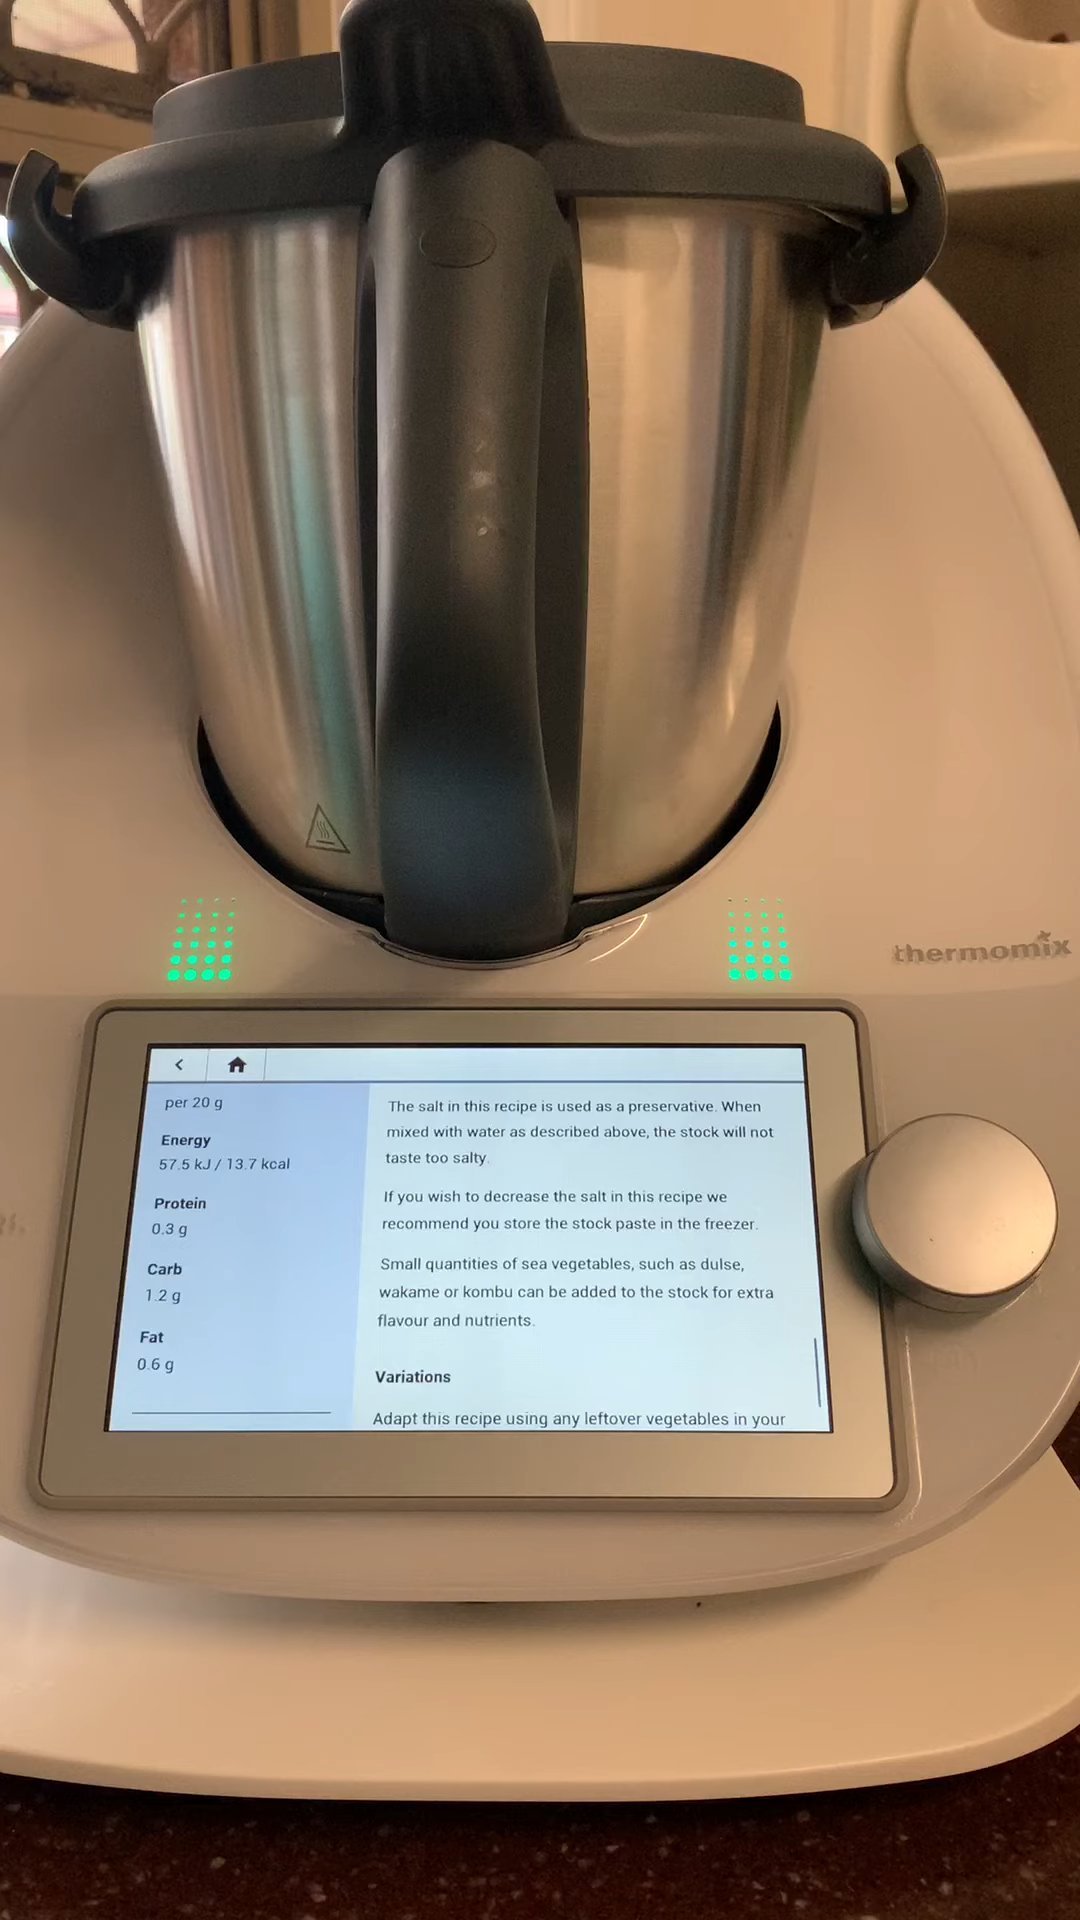 thermomix
per 20 g
Energy
57.5 kJ / 13.7 kcal
Protein
0.3 g
Carb
1.2 g
Fat
0.6 g
The salt in this recipe is used as a preservative. When
mixed with water as described above, the stock will not
taste too salty.
If you wish to decrease the salt in this recipe we
recommend you store the stock paste in the freezer.
Small quantities of sea vegetables, such as dulse,
wakame or kombu can be added to the stock for extra
flavour and nutrients.
Variations
Adapt this recipe using any leftover vegetables in your